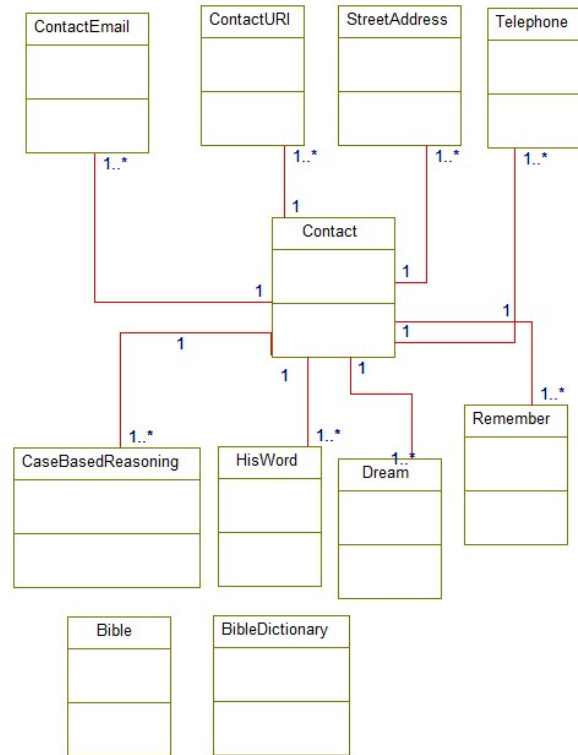 ContactEmail
ContactURI
StreetAddress
Telephone
1..*
1..*
1..*
1..*
1
Contact
1
1
1
1
1
1
1
1..*
1..*
1..*
1..*
CaseBasedReasoning
HisWord
Dream
Remember
Bible
BibleDictionary